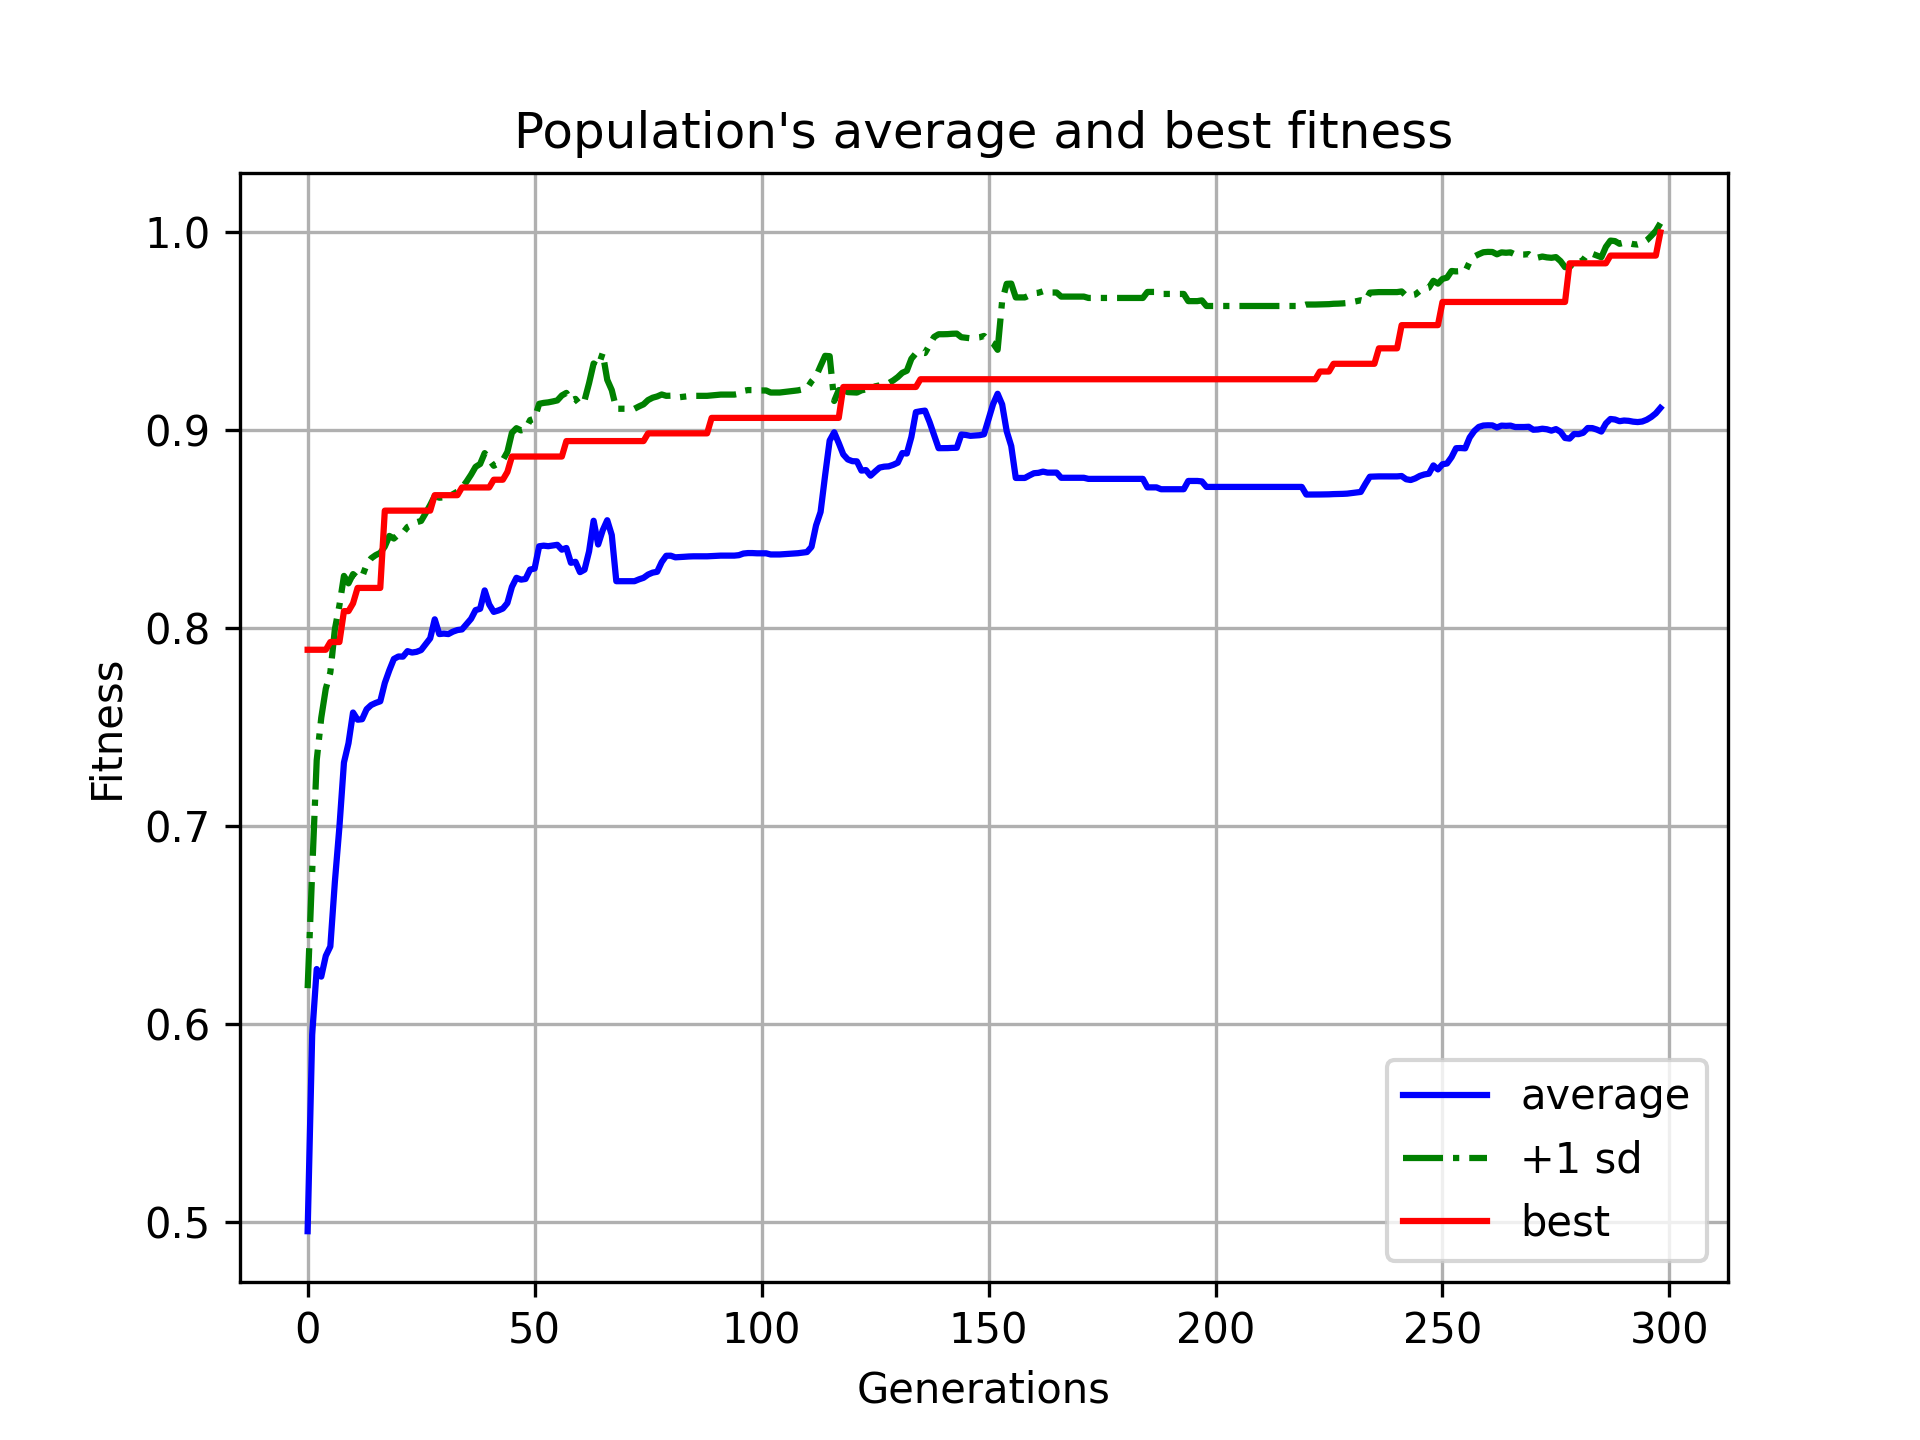 Population's average and best fitness
1.0
0.9
0.8
0.7
0.6
0.5
Fitness
0 50 100 150 200 250 300
Generations
average
+1 sd
best